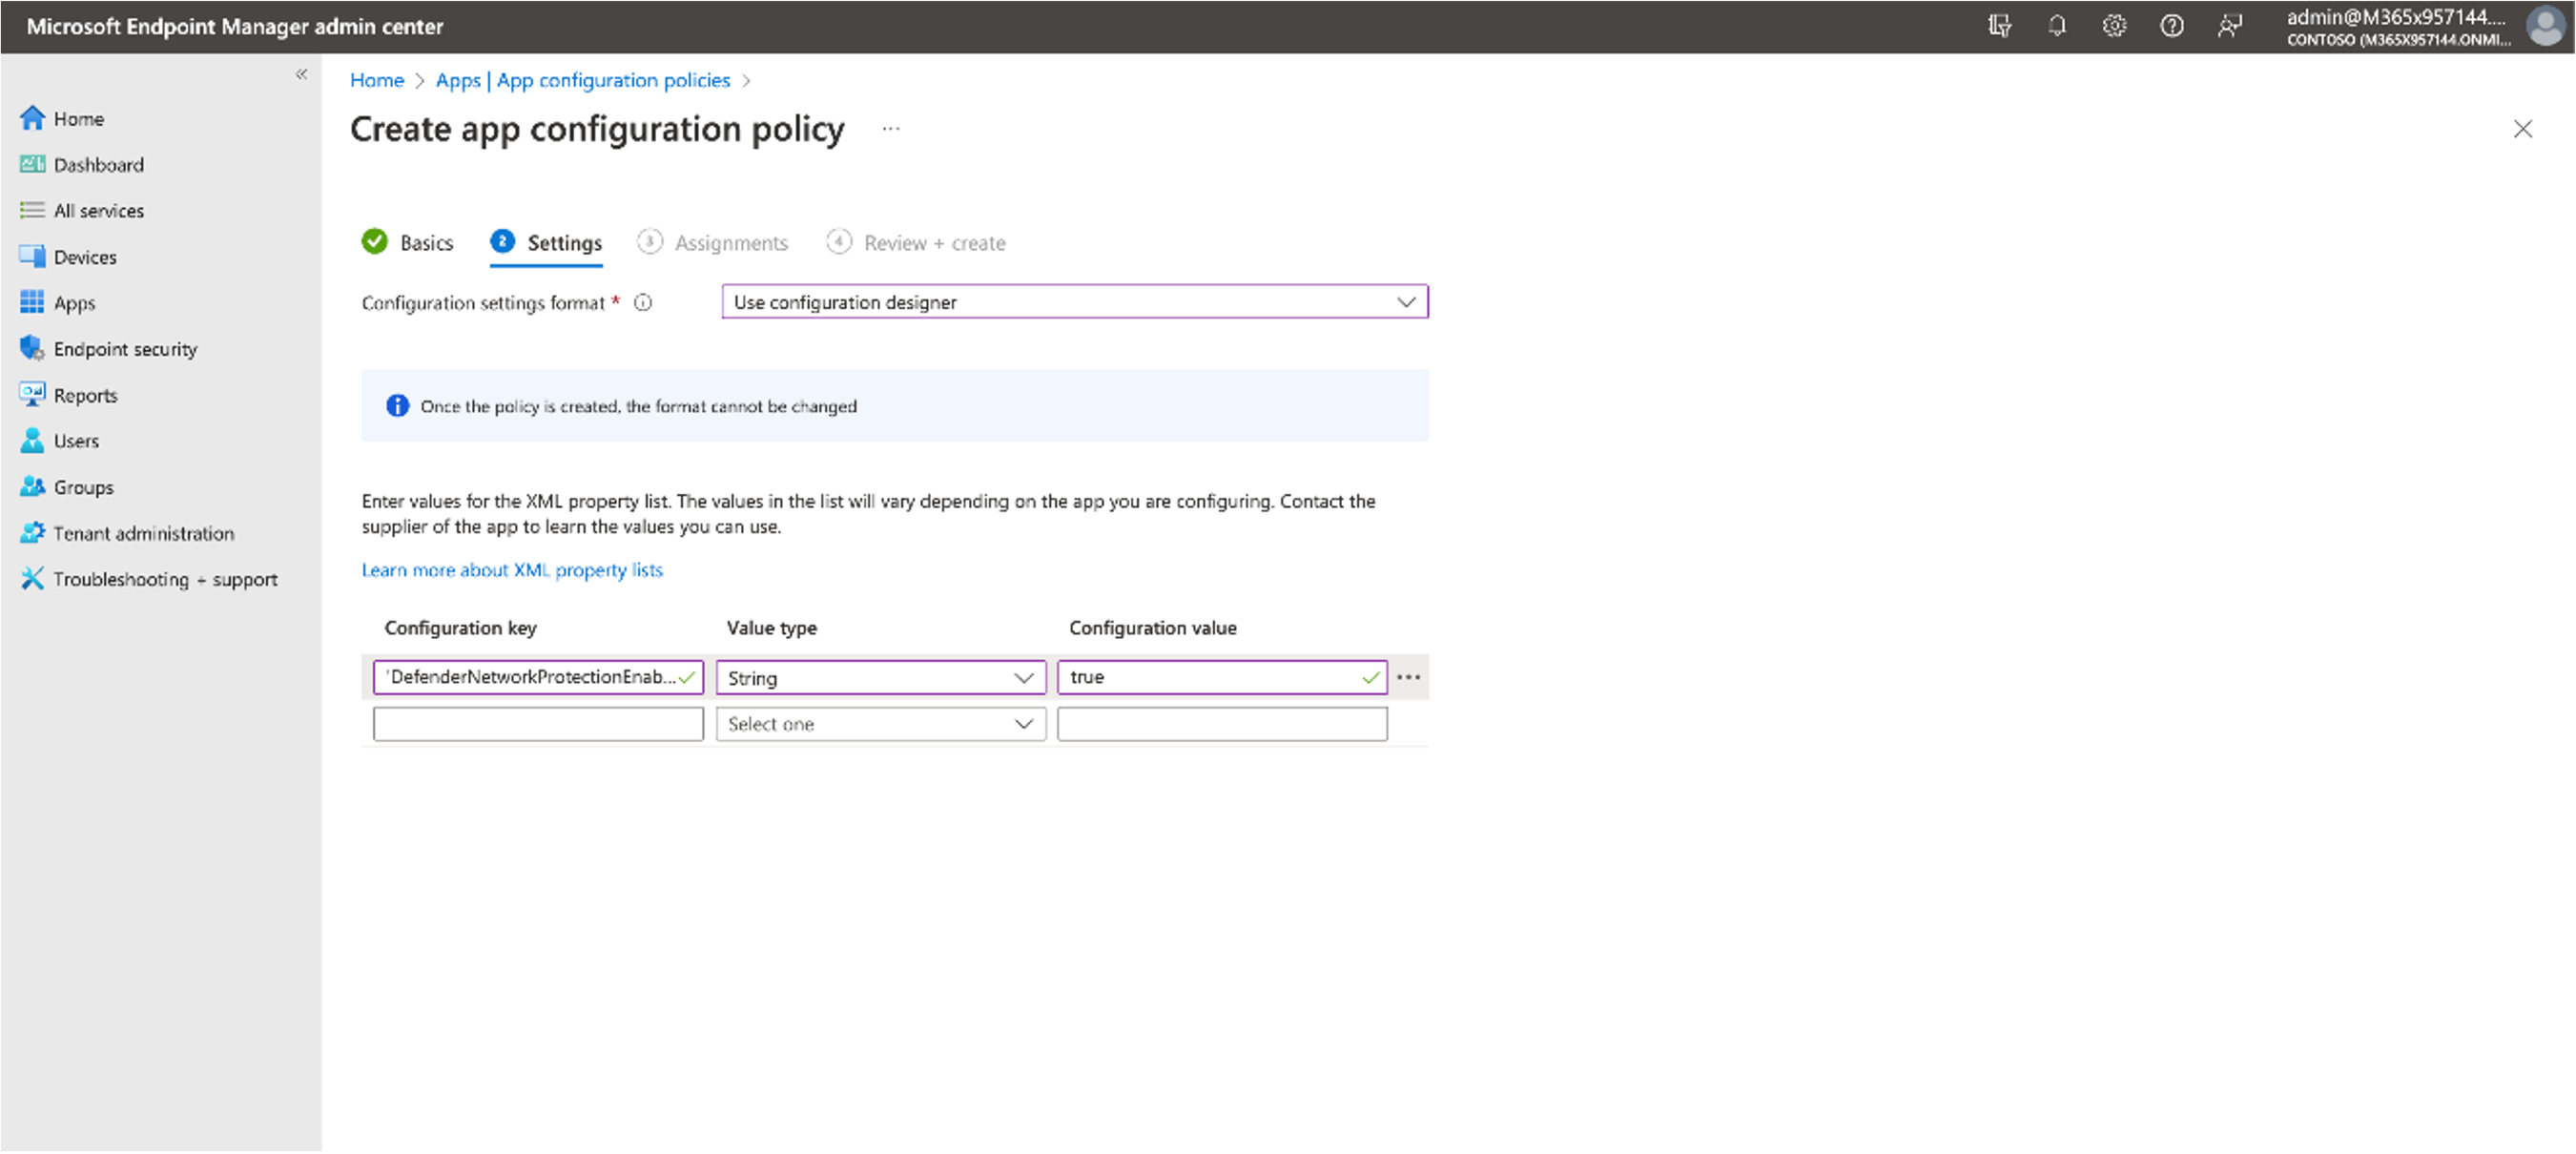 Microsoft Endpoint Manager admin center
admin@M365x957144....
CONTOSO (M365X957144.ONMI...
«
Home
Dashboard
All services
Devices
Apps
Endpoint security
Reports
Users
Groups
Tenant administration
Troubleshooting + support
Home > Apps | App configuration policies >
Create app configuration policy ...
Basics 2 Settings 3 Assignments 4 Review + create
Configuration settings format * Use configuration designer
Once the policy is created, the format cannot be changed
Enter values for the XML property list. The values in the list will vary depending on the app you are configuring. Contact the
supplier of the app to learn the values you can use.
Learn more about XML property lists
Configuration key Value type Configuration value
'DefenderNetworkProtectionEnab... String true ...
Select one